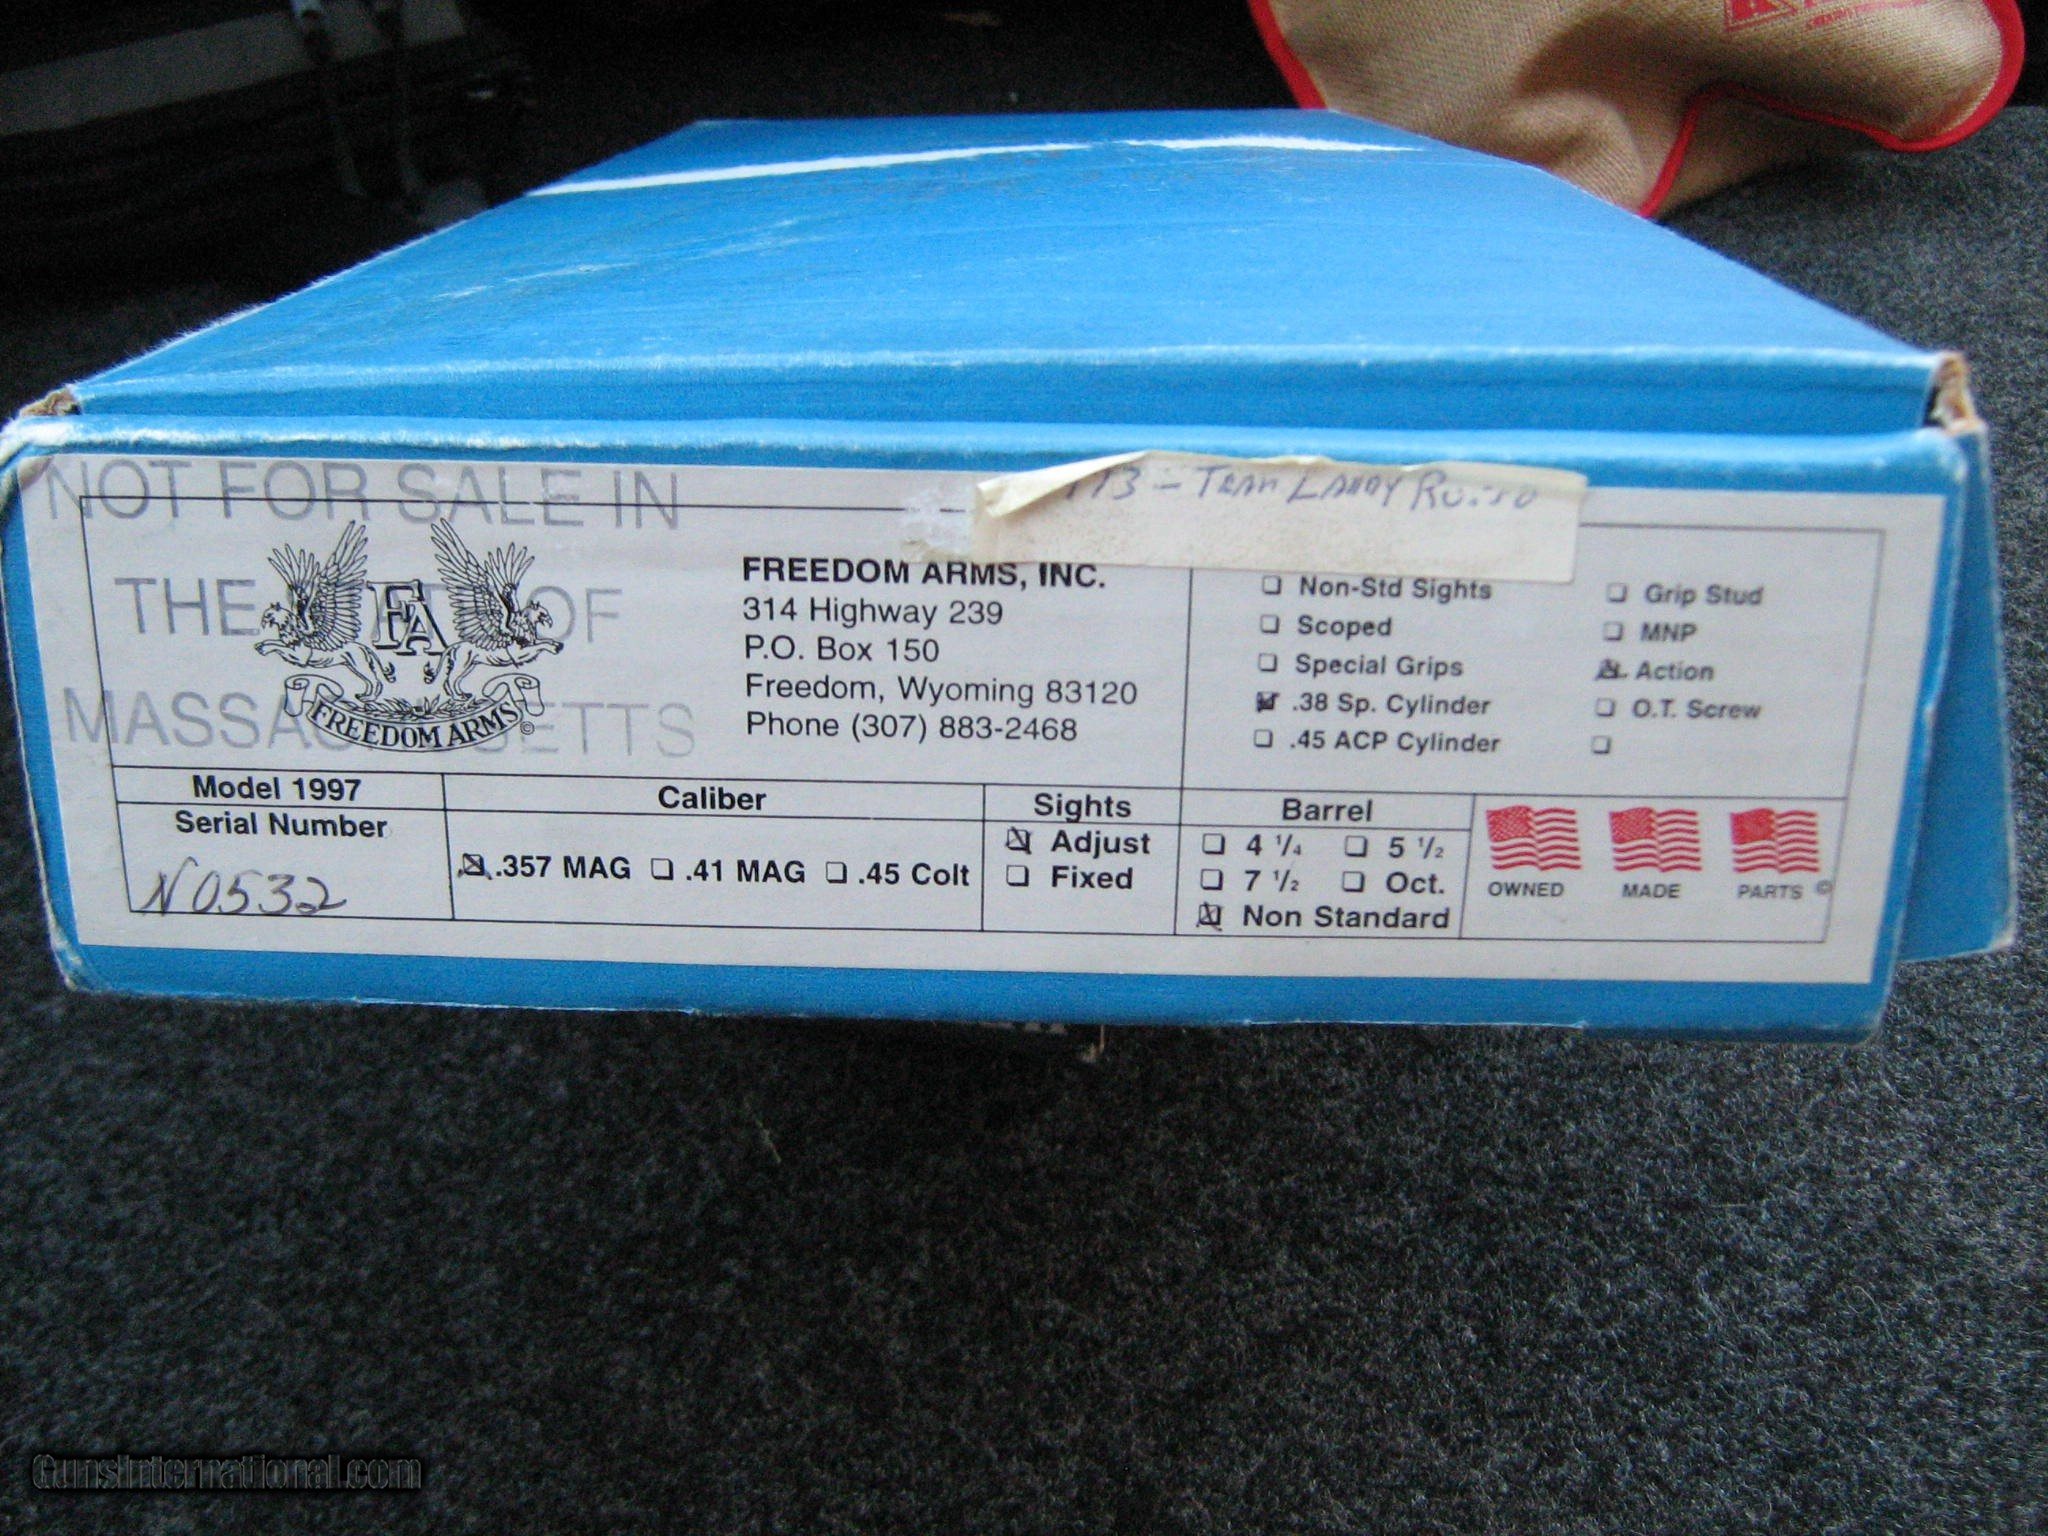 NOT FOR SALE IN
THE OF
MASSA SETTS
FA
FREEDOM ARMS ©
FREEDOM ARMS, INC.
314 Highway 239
P.O. Box 150
Freedom, Wyoming 83120
Phone (307) 883-2468
Non-Std Sights
Scoped
Special Grips
.38 Sp. Cylinder
.45 ACP Cylinder
Grip Stud
MNP
Action
O.T. Screw
Model 1997
Serial Number
N0532
Caliber
.357 MAG .41 MAG .45 Colt
Sights
Adjust
Fixed
Barrel
4 1/4 5 1/2
7 1/2 Oct.
Non Standard
OWNED MADE PARTS ©
GunsInternational.com